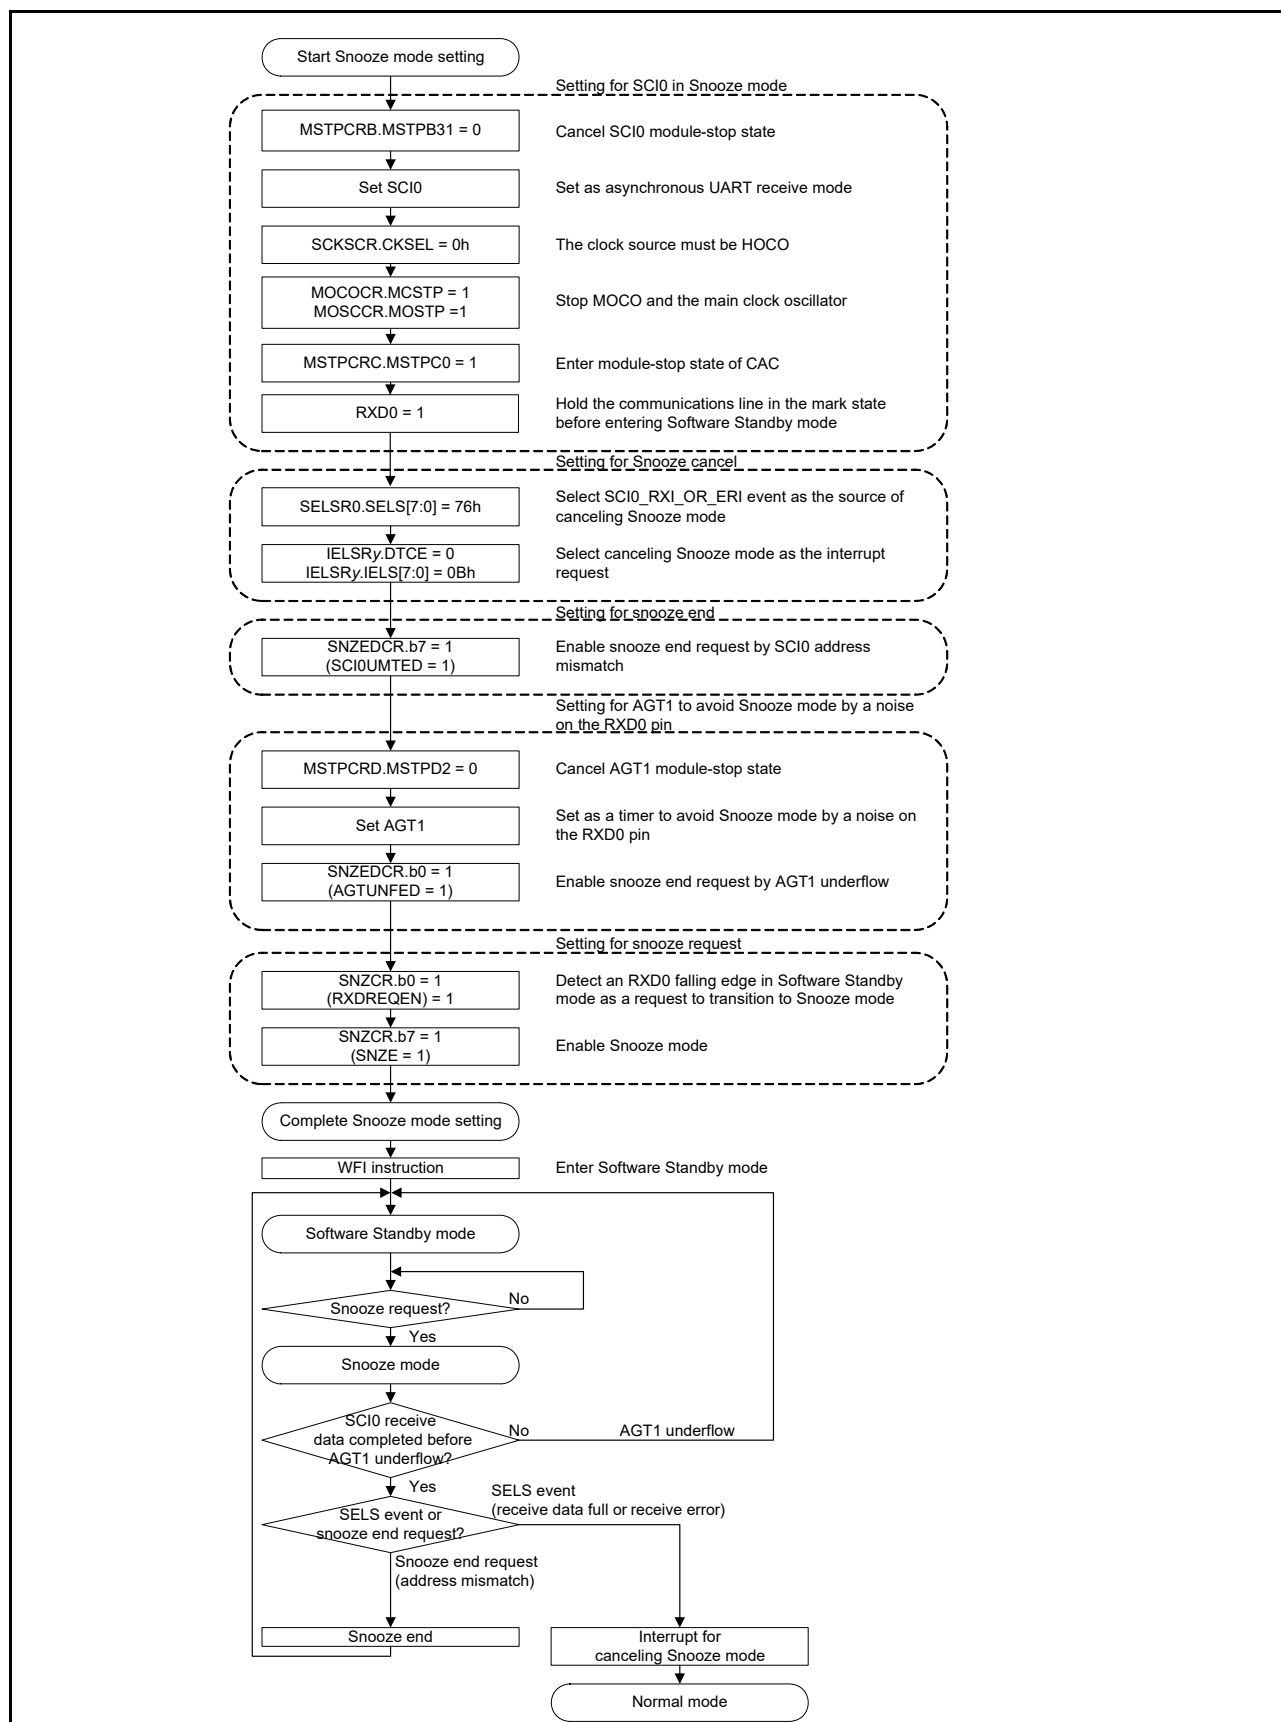 Start Snooze mode setting
Setting for SCI0 in Snooze mode
MSTPCRB.MSTPB31 = 0
Cancel SCI0 module-stop state
Set SCI0
Set as asynchronous UART receive mode
SCKSCR.CKSEL = 0h
The clock source must be HOCO
MOCOCR.MCSTP = 1
MOSCCR.MOSTP =1
Stop MOCO and the main clock oscillator
MSTPCRC.MSTPC0 = 1
Enter module-stop state of CAC
RXD0 = 1
Hold the communications line in the mark state
before entering Software Standby mode
Setting for Snooze cancel
SELSR0.SELS[7:0] = 76h
Select SCI0_RXI_OR_ERI event as the source of
canceling Snooze mode
IELSRy.DTCE = 0
IELSRy.IELS[7:0] = 0Bh
Select canceling Snooze mode as the interrupt
request
Setting for snooze end
SNZEDCR.b7 = 1
(SCI0UMTED = 1)
Enable snooze end request by SCI0 address
mismatch
Setting for AGT1 to avoid Snooze mode by a noise
on the RXD0 pin
MSTPCRD.MSTPD2 = 0
Cancel AGT1 module-stop state
Set AGT1
Set as a timer to avoid Snooze mode by a noise on
the RXD0 pin
SNZEDCR.b0 = 1
(AGTUNFED = 1)
Enable snooze end request by AGT1 underflow
Setting for snooze request
SNZCR.b0 = 1
(RXDREQEN) = 1
Detect an RXD0 falling edge in Software Standby
mode as a request to transition to Snooze mode
SNZCR.b7 = 1
(SNZE = 1)
Enable Snooze mode
Complete Snooze mode setting
WFI instruction
Enter Software Standby mode
Software Standby mode
Snooze request?
No
Yes
Snooze mode
SCI0 receive
data completed before
AGT1 underflow?
No
AGT1 underflow
Yes
SELS event
(receive data full or receive error)
SELS event or
snooze end request?
Snooze end request
(address mismatch)
Snooze end
Interrupt for
canceling Snooze mode
Normal mode